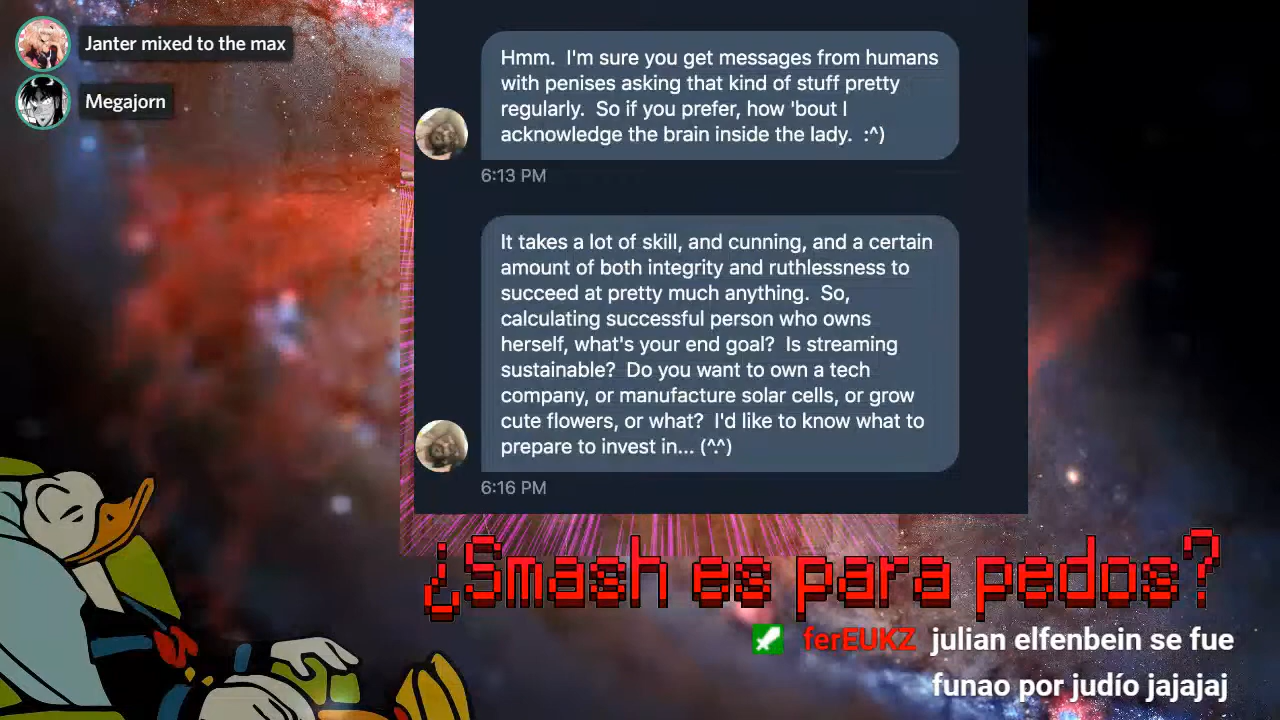 Janter mixed to the max
Megajorn
Hmm.  I'm sure you get messages from humans
with penises asking that kind of stuff pretty
regularly.  So if you prefer, how 'bout I
acknowledge the brain inside the lady.  :^)
6:13 PM
It takes a lot of skill, and cunning, and a certain
amount of both integrity and ruthlessness to
succeed at pretty much anything.  So,
calculating successful person who owns
herself, what's your end goal?  Is streaming
sustainable?  Do you want to own a tech
company, or manufacture solar cells, or grow
cute flowers, or what?  I'd like to know what to
prepare to invest in... (^.^)
6:16 PM
¿Smash es para pedos?
ferEUKZ julian elfenbein se fue
funao por judío jajajaj